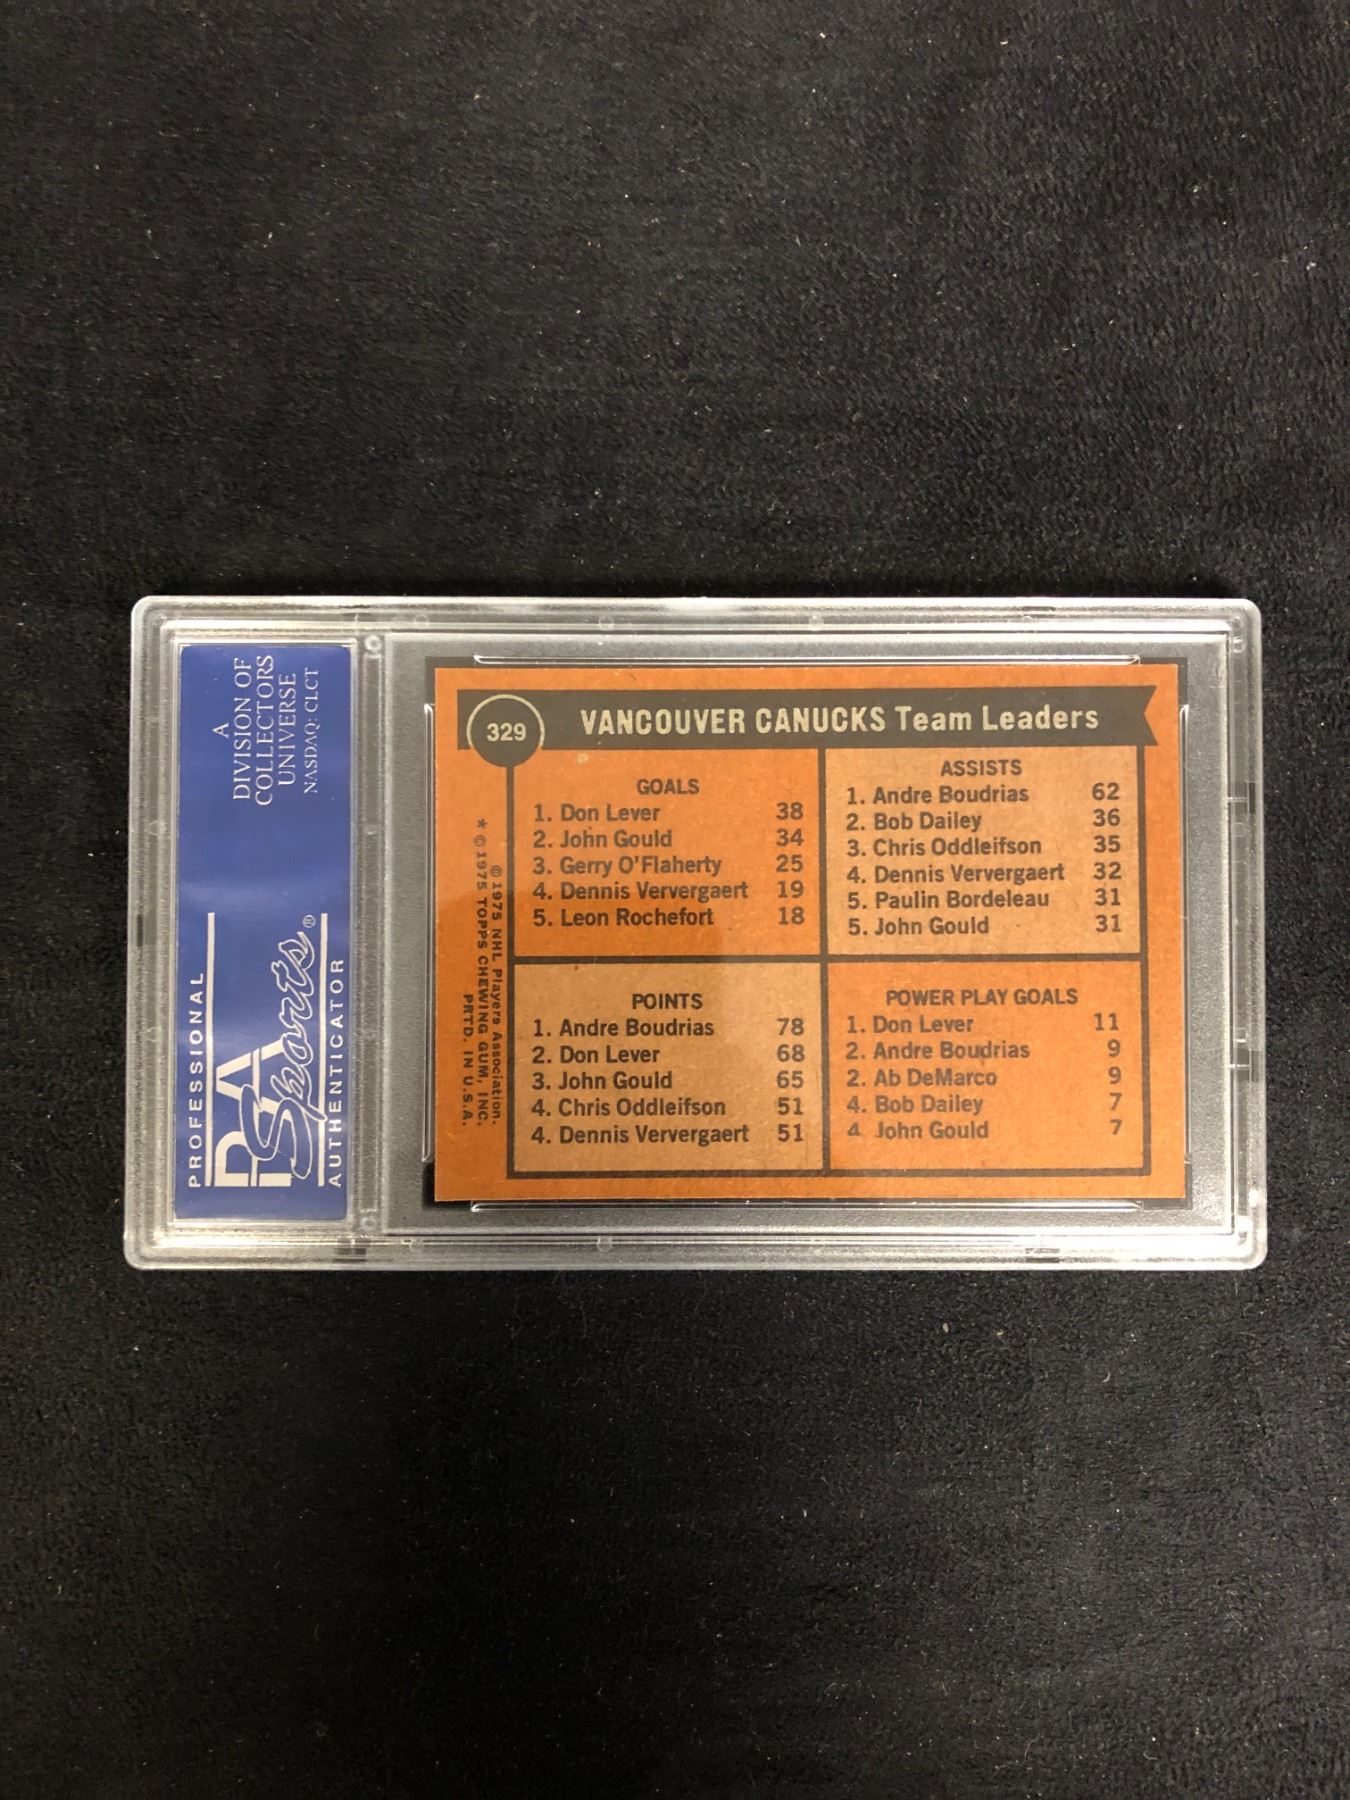 329
VANCOUVER CANUCKS Team Leaders
GOALS
1. Don Lever 38
2. John Gould 34
3. Gerry O'Flaherty 25
4. Dennis Ververgaert 19
5. Leon Rochefort 18
ASSISTS
1. Andre Boudrias 62
2. Bob Dailey 36
3. Chris Oddleifson 35
4. Dennis Ververgaert 32
5. Paulin Bordeleau 31
5. John Gould 31
POINTS
1. Andre Boudrias 78
2. Don Lever 68
3. John Gould 65
4. Chris Oddleifson 51
4. Dennis Ververgaert 51
POWER PLAY GOALS
1. Don Lever 11
2. Andre Boudrias 9
2. Ab DeMarco 9
4. Bob Dailey 7
4 John Gould 7
© 1975 NHL Players Association.
* © 1975 TOPPS CHEWING GUM, INC.
PRTD. IN U.S.A.
A
DIVISION OF
COLLECTORS
UNIVERSE
NASDAQ: CLCT
PROFESSIONAL
PSA
Sports®
AUTHENTICATOR